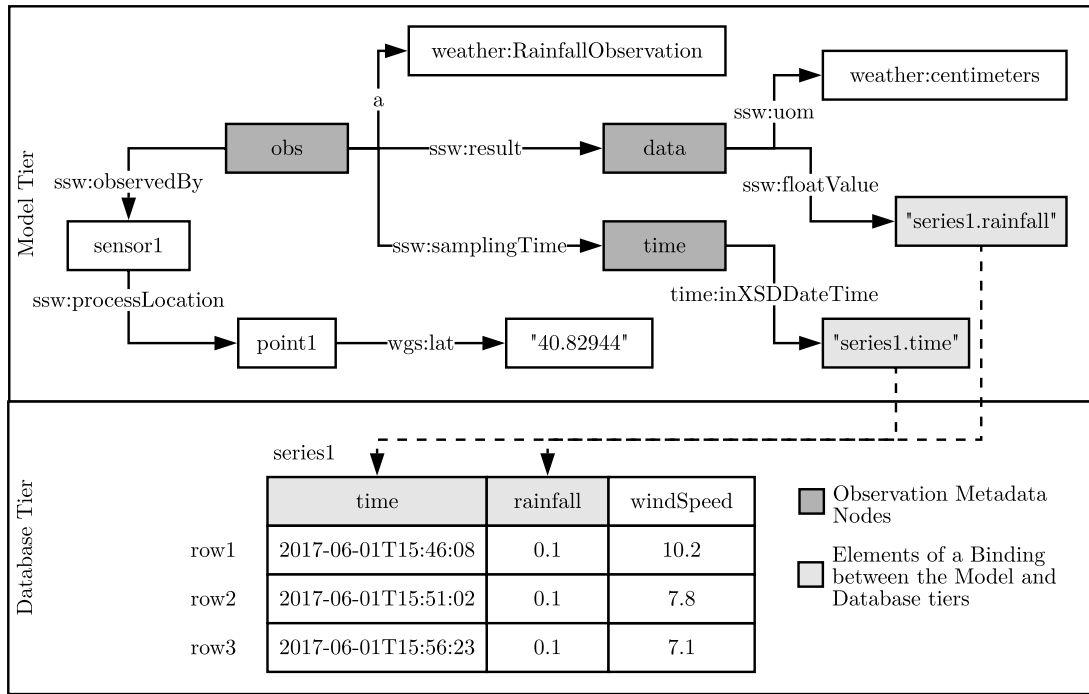 weather:RainfallObservation
weather:centimeters
a
ssw:uom
obs
ssw:result
data
ssw:observedBy
ssw:floatValue
Model Tier
sensor1
ssw:samplingTime
time
"series1.rainfall"
ssw:processLocation
time:inXSDDateTime
point1
wgs:lat
"40.82944"
"series1.time"
Database Tier
series1
time rainfall windSpeed
row1 2017-06-01T15:46:08 0.1 10.2
row2 2017-06-01T15:51:02 0.1 7.8
row3 2017-06-01T15:56:23 0.1 7.1
Observation Metadata
Nodes
Elements of a Binding
between the Model and
Database tiers